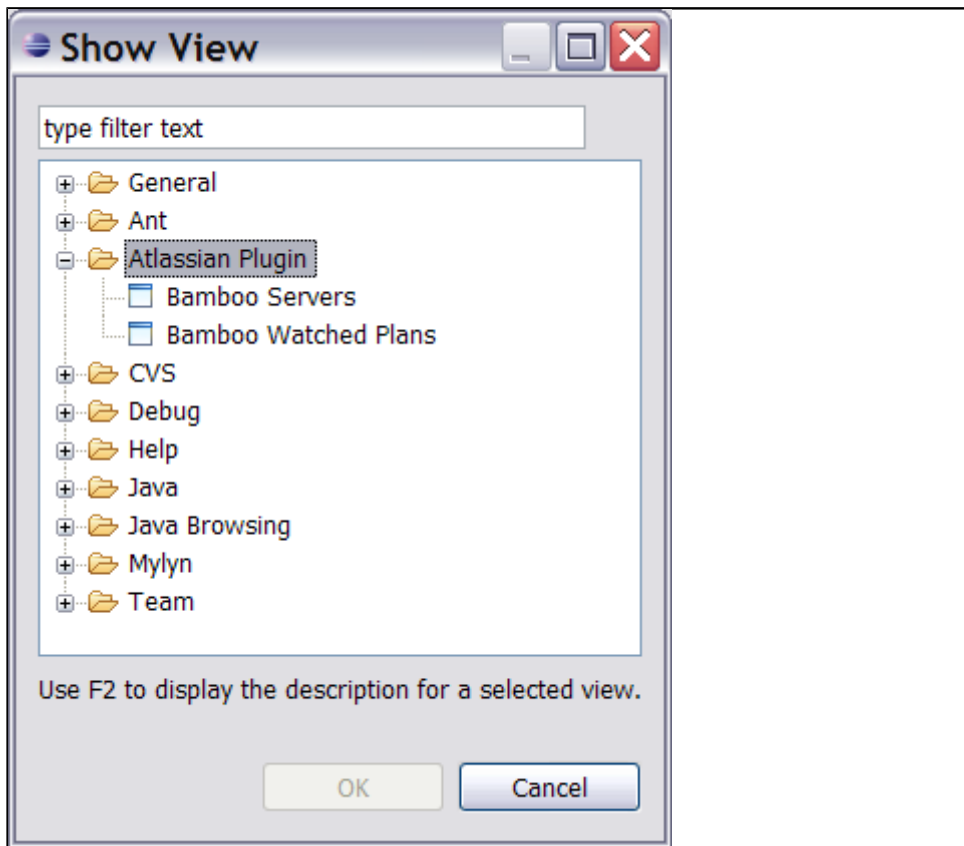 Show View
type filter text
General
Ant
Atlassian Plugin
Bamboo Servers
Bamboo Watched Plans
CVS
Debug
Help
Java
Java Browsing
Mylyn
Team
Use F2 to display the description for a selected view.
OK Cancel